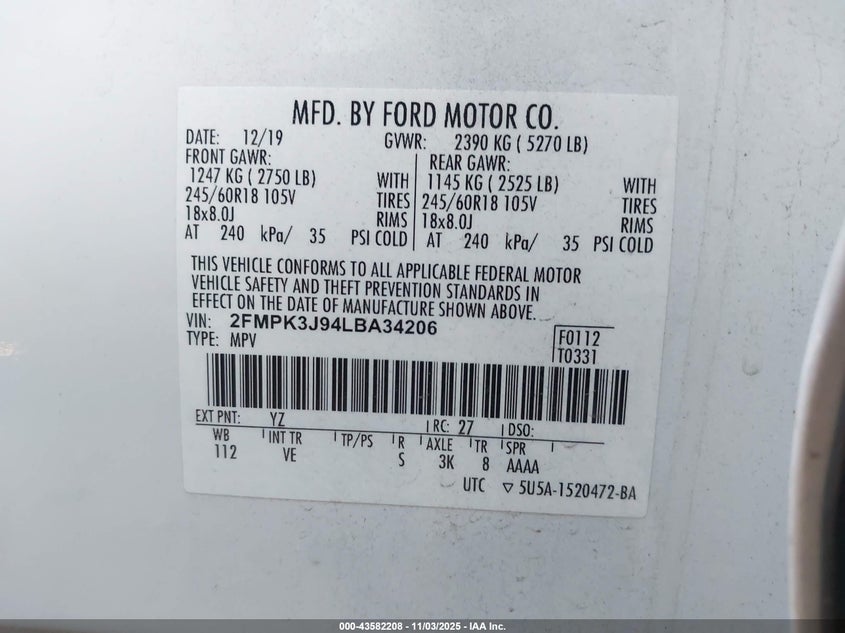 MFD. BY FORD MOTOR CO.
DATE: 12/19 GVWR: 2390 KG ( 5270 LB)
FRONT GAWR: REAR GAWR:
1247 KG ( 2750 LB) WITH 1145 KG ( 2525 LB) WITH
245/60R18 105V TIRES 245/60R18 105V TIRES
18x8.0J RIMS 18x8.0J RIMS
AT 240 kPa/ 35 PSI COLD AT 240 kPa/ 35 PSI COLD
THIS VEHICLE CONFORMS TO ALL APPLICABLE FEDERAL MOTOR
VEHICLE SAFETY AND THEFT PREVENTION STANDARDS IN
EFFECT ON THE DATE OF MANUFACTURE SHOWN ABOVE.
VIN: 2FMPK3J94LBA34206 F0112
TYPE: MPV T0331
EXT PNT: YZ RC: 27 DSO:
WB INT TR TP/PS R AXLE TR SPR
112 VE S 3K 8 AAAA
UTC ▽ 5U5A-1520472-BA
000-43582208 - 11/03/2025 - IAA Inc.